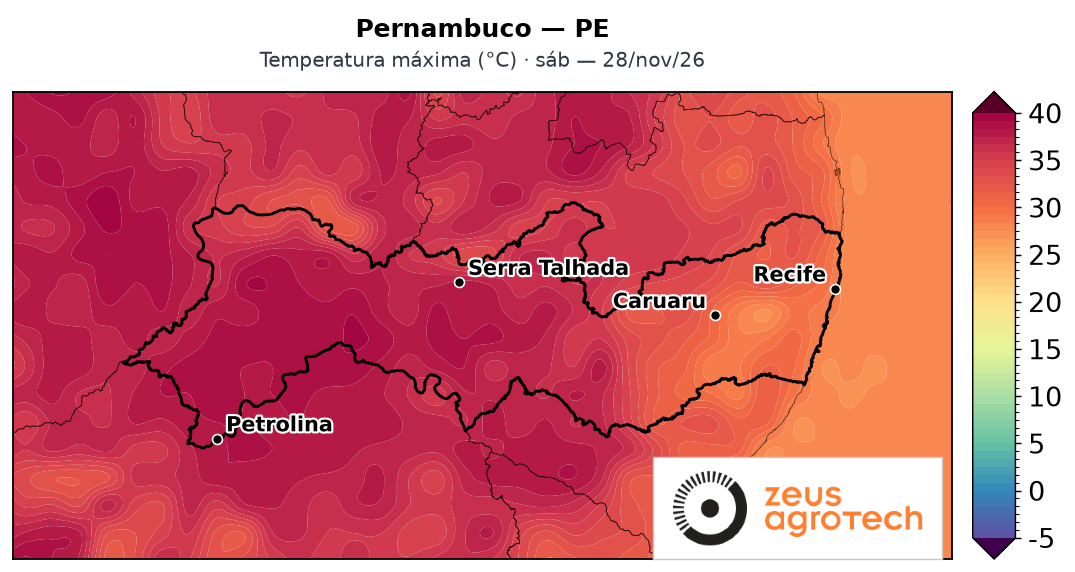 Pernambuco — PE
Temperatura máxima (°C) · sáb — 28/nov/26
Serra Talhada
Recife
Caruaru
Petrolina
40
35
30
25
20
15
10
5
0
-5
zeus
agrotech